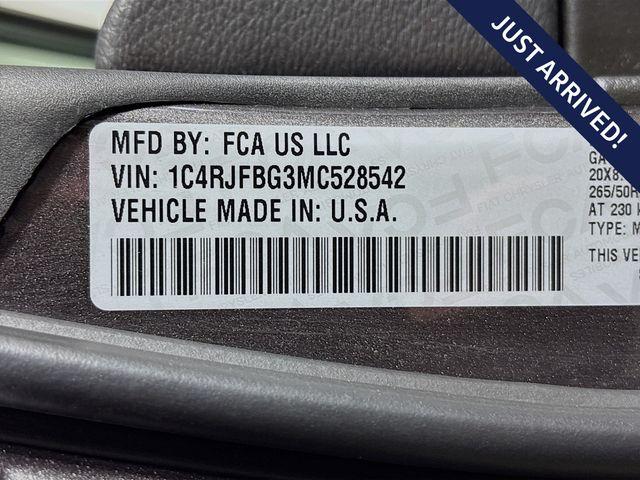 JUST ARRIVED!
MFD BY: FCA US LLC
VIN: 1C4RJFBG3MC528542
VEHICLE MADE IN: U.S.A.
GA
20X8.
265/50R
AT 230
TYPE: M
THIS VE